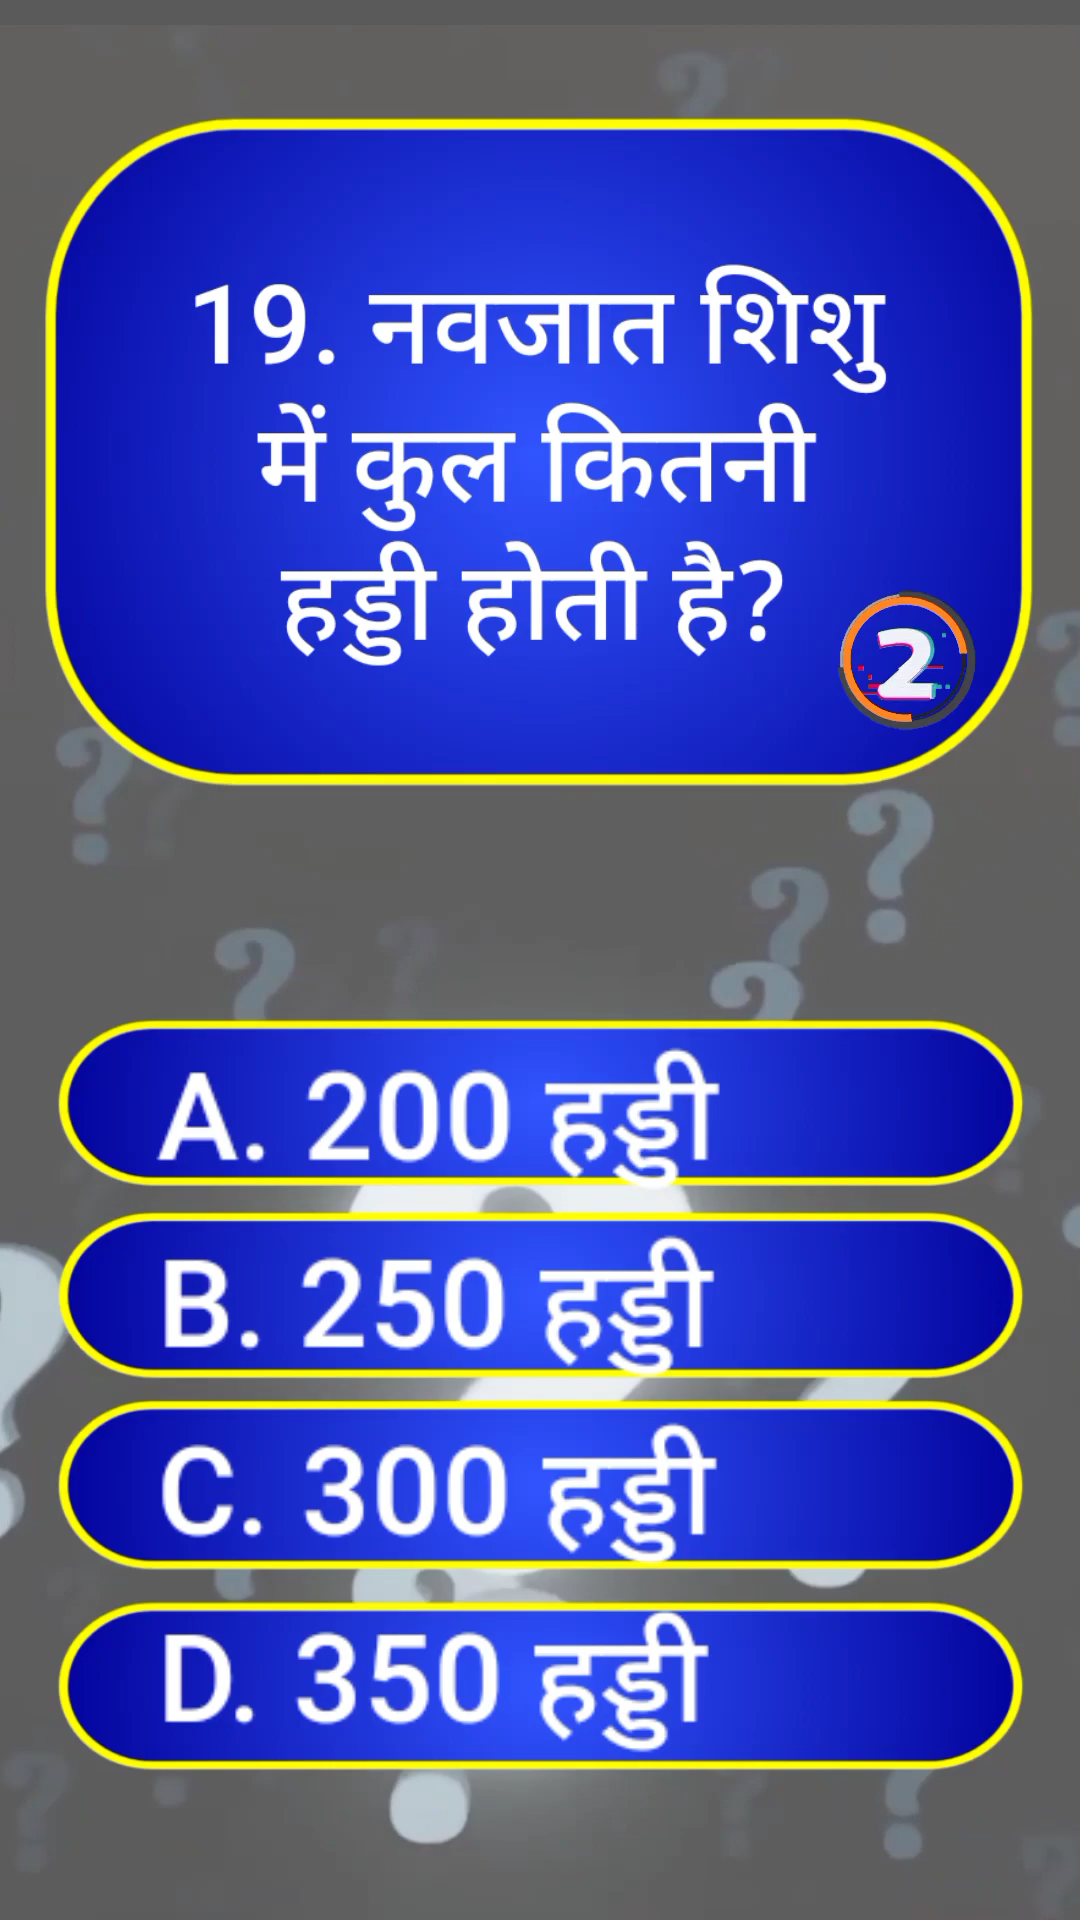 19. नवजात शिशु
में कुल कितनी
हड्डी होती है?
2
A. 200 हड्डी
B. 250 हड्डी
C. 300 हड्डी
D. 350 हड्डी